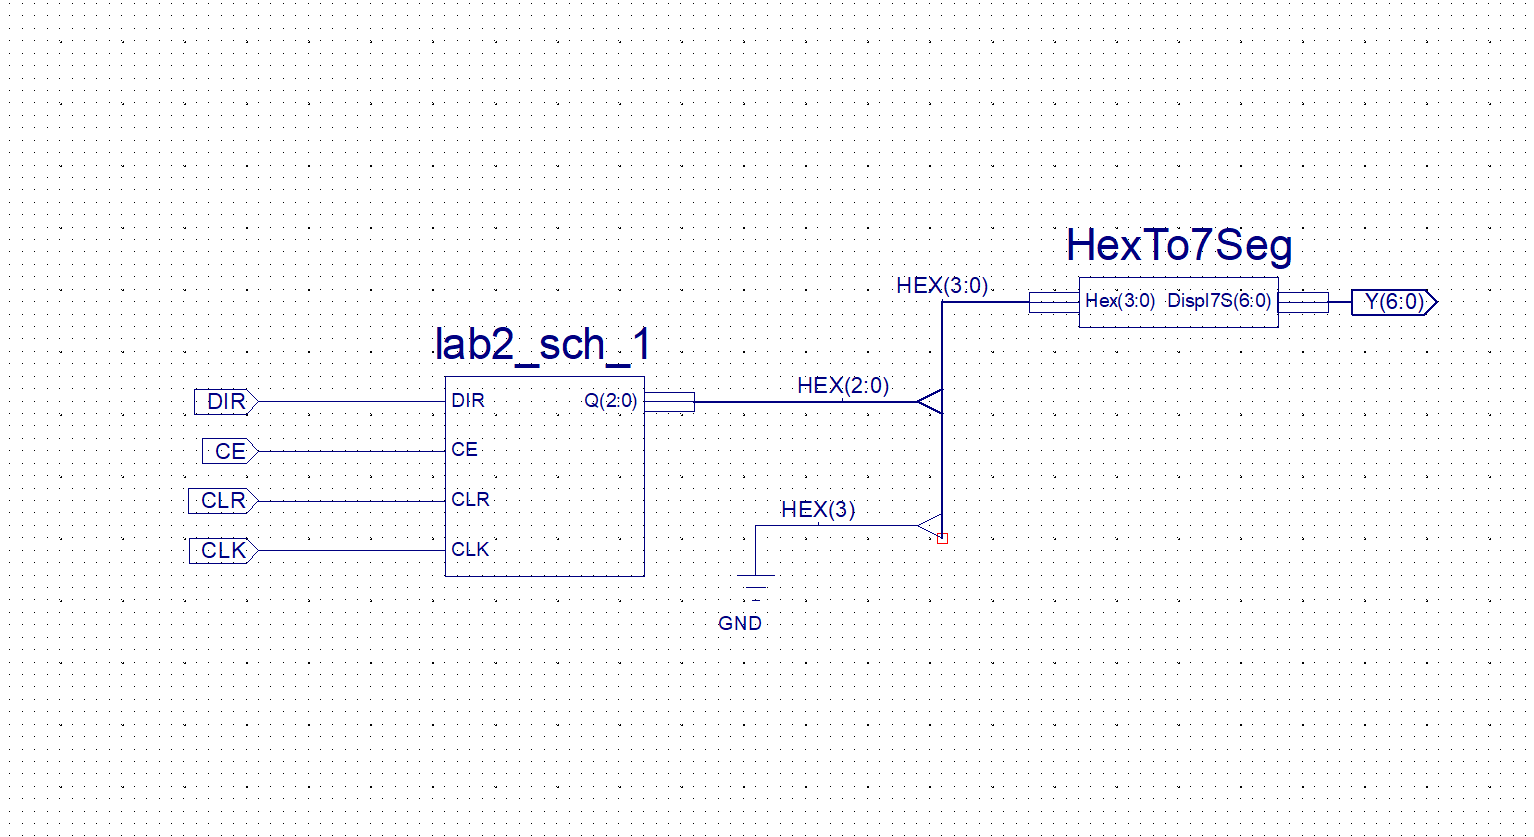 HexTo7Seg
HEX(3:0)
Hex(3:0) Displ7S(6:0)
Y(6:0)
lab2_sch_1
HEX(2:0)
DIR
DIR
Q(2:0)
CE
CE
CLR
CLR
HEX(3)
CLK
CLK
GND